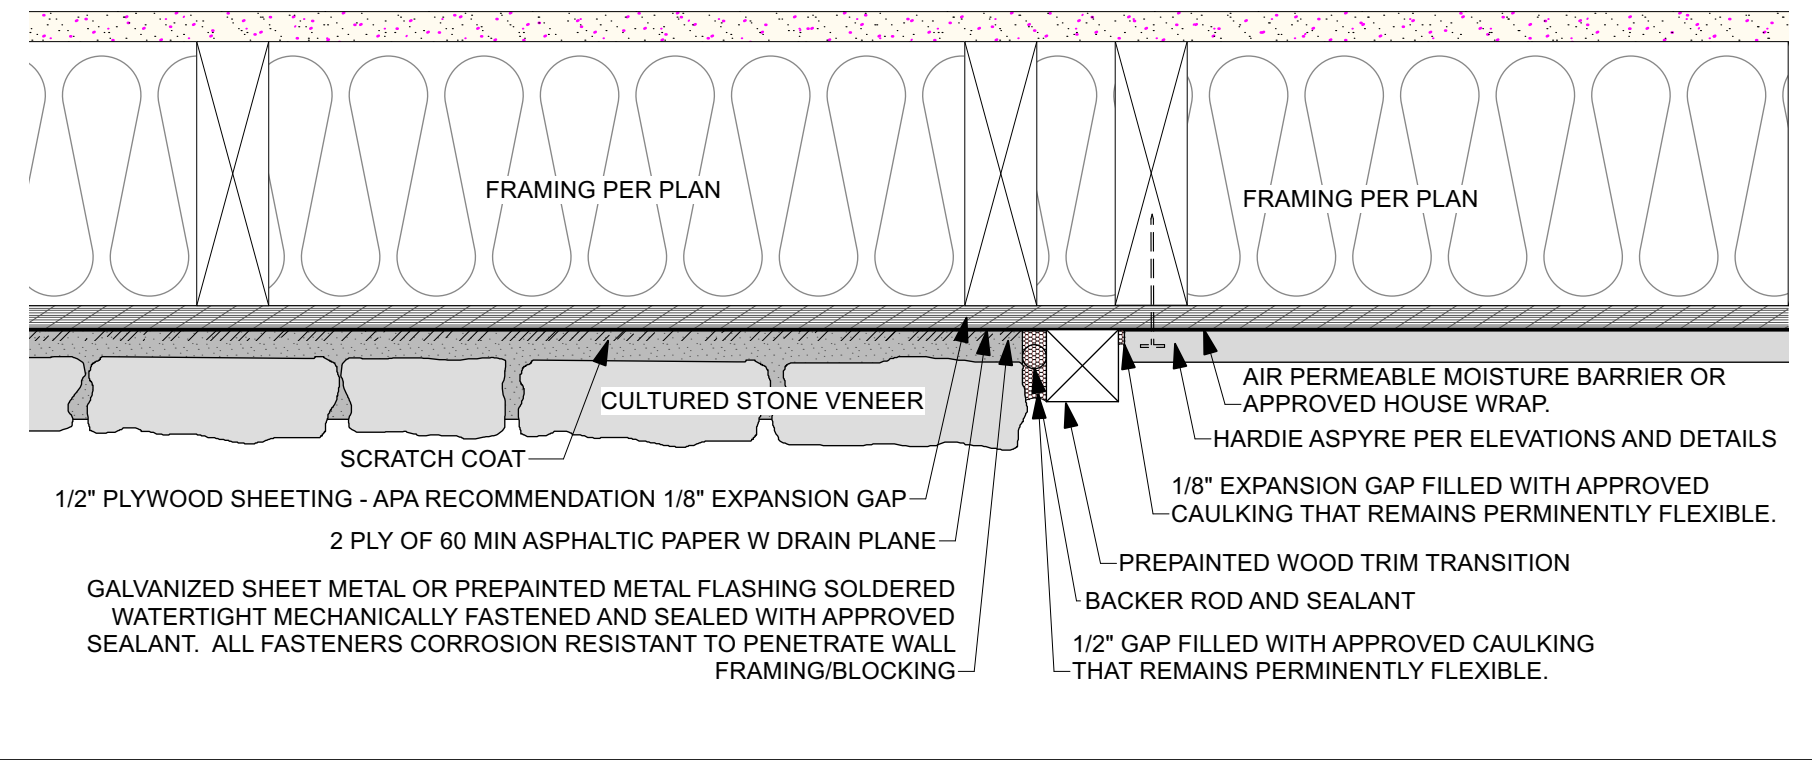 FRAMING PER PLAN
FRAMING PER PLAN
CULTURED STONE VENEER
SCRATCH COAT
1/2" PLYWOOD SHEETING - APA RECOMMENDATION 1/8" EXPANSION GAP
2 PLY OF 60 MIN ASPHALTIC PAPER W DRAIN PLANE
GALVANIZED SHEET METAL OR PREPAINTED METAL FLASHING SOLDERED
WATERTIGHT MECHANICALLY FASTENED AND SEALED WITH APPROVED
SEALANT.  ALL FASTENERS CORROSION RESISTANT TO PENETRATE WALL
FRAMING/BLOCKING
AIR PERMEABLE MOISTURE BARRIER OR
APPROVED HOUSE WRAP.
HARDIE ASPYRE PER ELEVATIONS AND DETAILS
1/8" EXPANSION GAP FILLED WITH APPROVED
CAULKING THAT REMAINS PERMINENTLY FLEXIBLE.
PREPAINTED WOOD TRIM TRANSITION
BACKER ROD AND SEALANT
1/2" GAP FILLED WITH APPROVED CAULKING
THAT REMAINS PERMINENTLY FLEXIBLE.